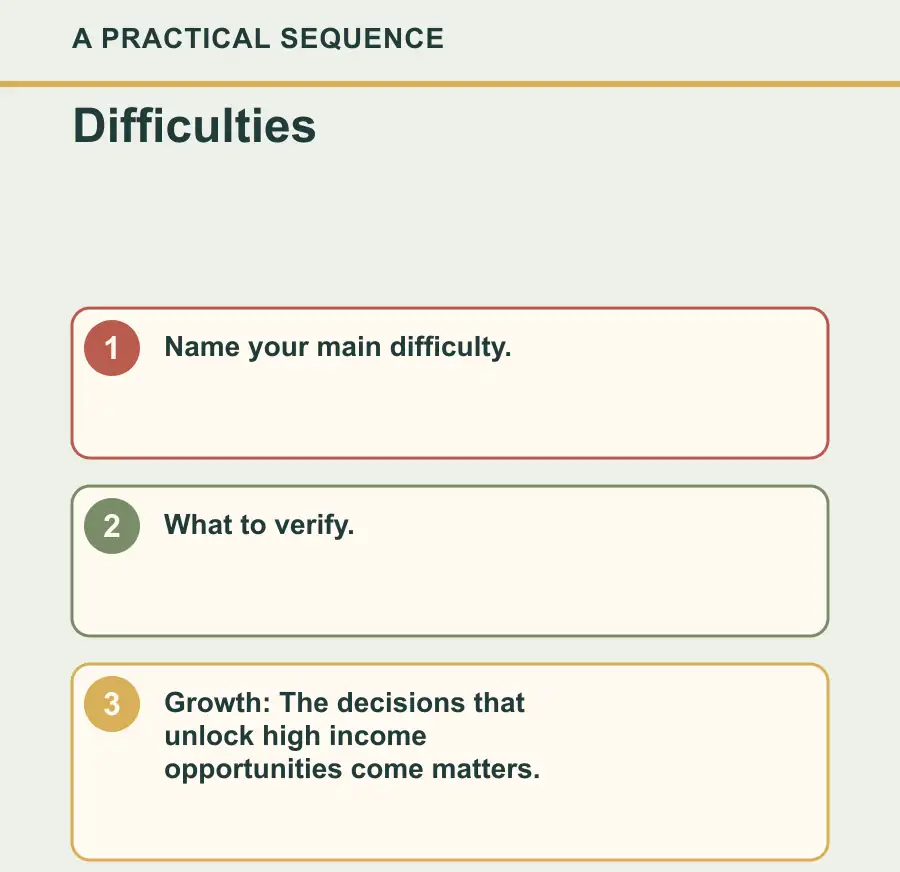 A PRACTICAL SEQUENCE
Difficulties
1
Name your main difficulty.
2
What to verify.
3
Growth: The decisions that
unlock high income
opportunities come matters.